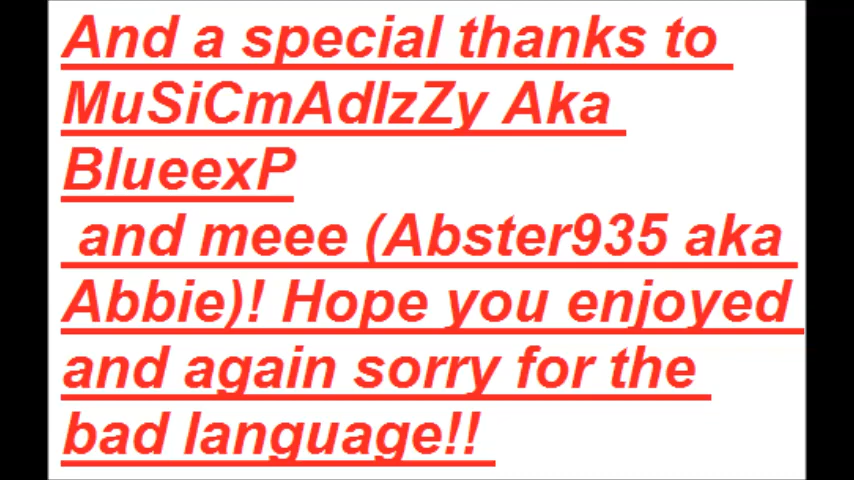 And a special thanks to
MuSiCmAdIzZy Aka
BlueexP
and meee (Abster935 aka
Abbie)! Hope you enjoyed
and again sorry for the
bad language!!